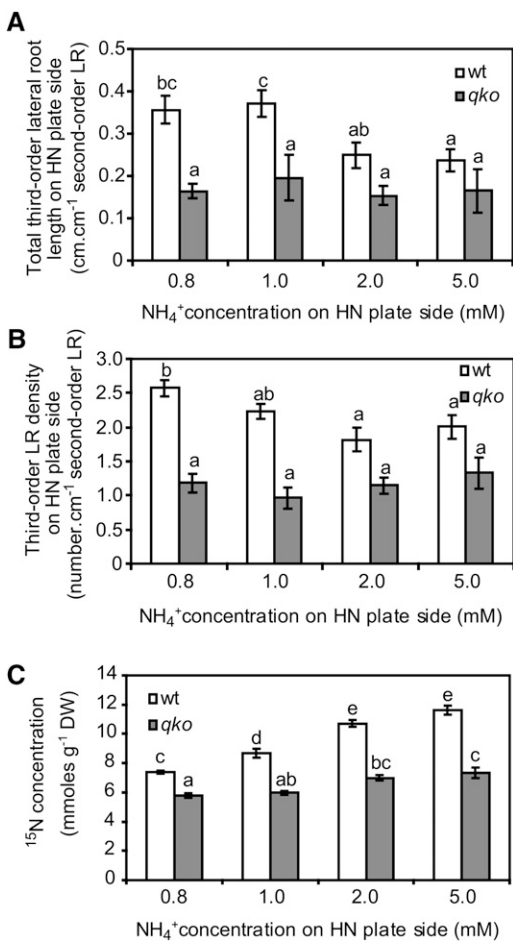 A
Total third-order lateral root
length on HN plate side
(cm.cm⁻¹ second-order LR)
0.5
0.4
0.3
0.2
0.1
0
wt
qko
bc
a
c
a
ab
a
a
a
0.8 1.0 2.0 5.0
NH₄⁺concentration on HN plate side (mM)
B
Third-order LR density
on HN plate side
(number.cm⁻¹ second-order LR)
3.0
2.5
2.0
1.5
1.0
0.5
0
wt
qko
b
a
ab
a
a
a
a
a
0.8 1.0 2.0 5.0
NH₄⁺concentration on HN plate side (mM)
C
¹⁵N concentration
(mmoles g⁻¹ DW)
14
12
10
8
6
4
2
0
wt
qko
c
a
d
ab
e
bc
e
c
0.8 1.0 2.0 5.0
NH₄⁺concentration on HN plate side (mM)